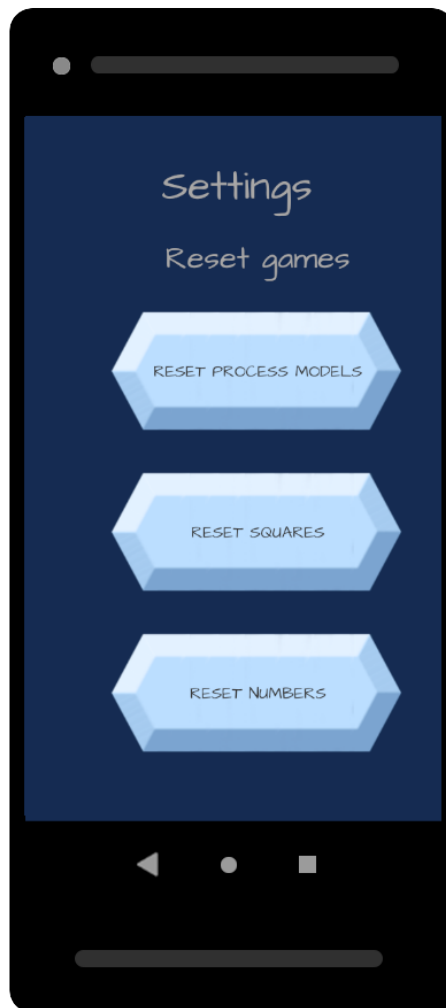 Settings
Reset games
RESET PROCESS MODELS
RESET SQUARES
RESET NUMBERS